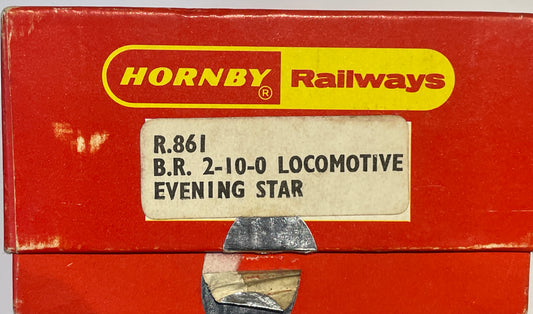 HORNBY® Railways
R.861
B.R. 2-10-0 LOCOMOTIVE
EVENING STAR